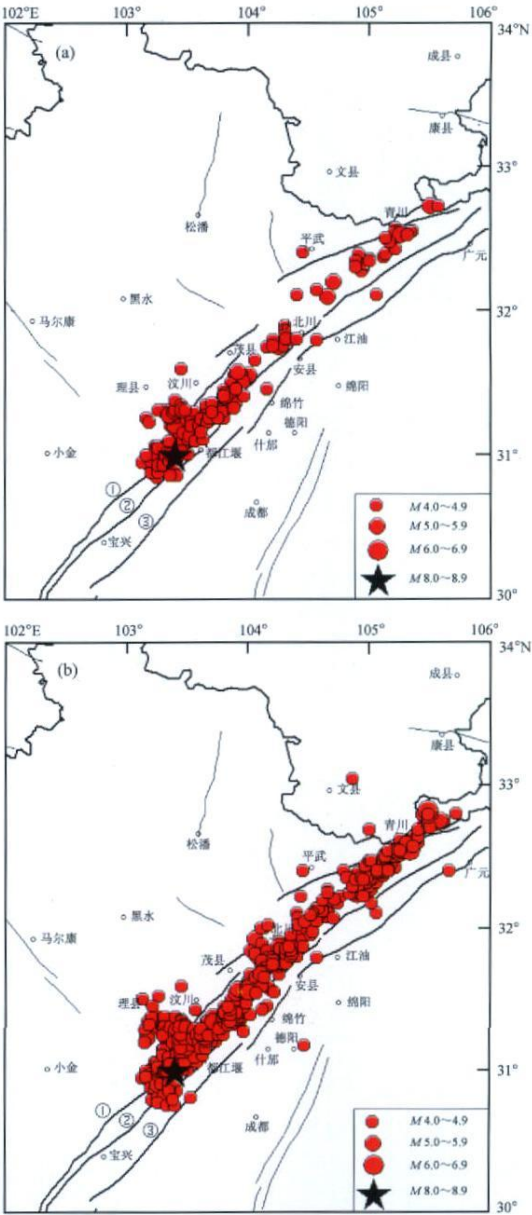 102°E 103° 104° 105° 106°
34°N
(a)
成县
康县
33°
文县
青川
松潘
平武
广元
黑水
32°
马尔康
北川
江油
茂县
安县
汶川
理县
绵阳
绵竹
德阳
什邡
小金
都江堰
31°
①
②
成都
③
宝兴
M 4.0～4.9
M 5.0～5.9
M 6.0～6.9
M 8.0～8.9
30°
102°E 103° 104° 105° 106°
34°N
(b)
成县
康县
33°
文县
青川
松潘
平武
广元
黑水
32°
马尔康
江油
茂县
安县
汶川
理县
绵阳
绵竹
德阳
什邡
小金
都江堰
31°
①
②
③
成都
宝兴
M 4.0～4.9
M 5.0～5.9
M 6.0～6.9
M 8.0～8.9
30°